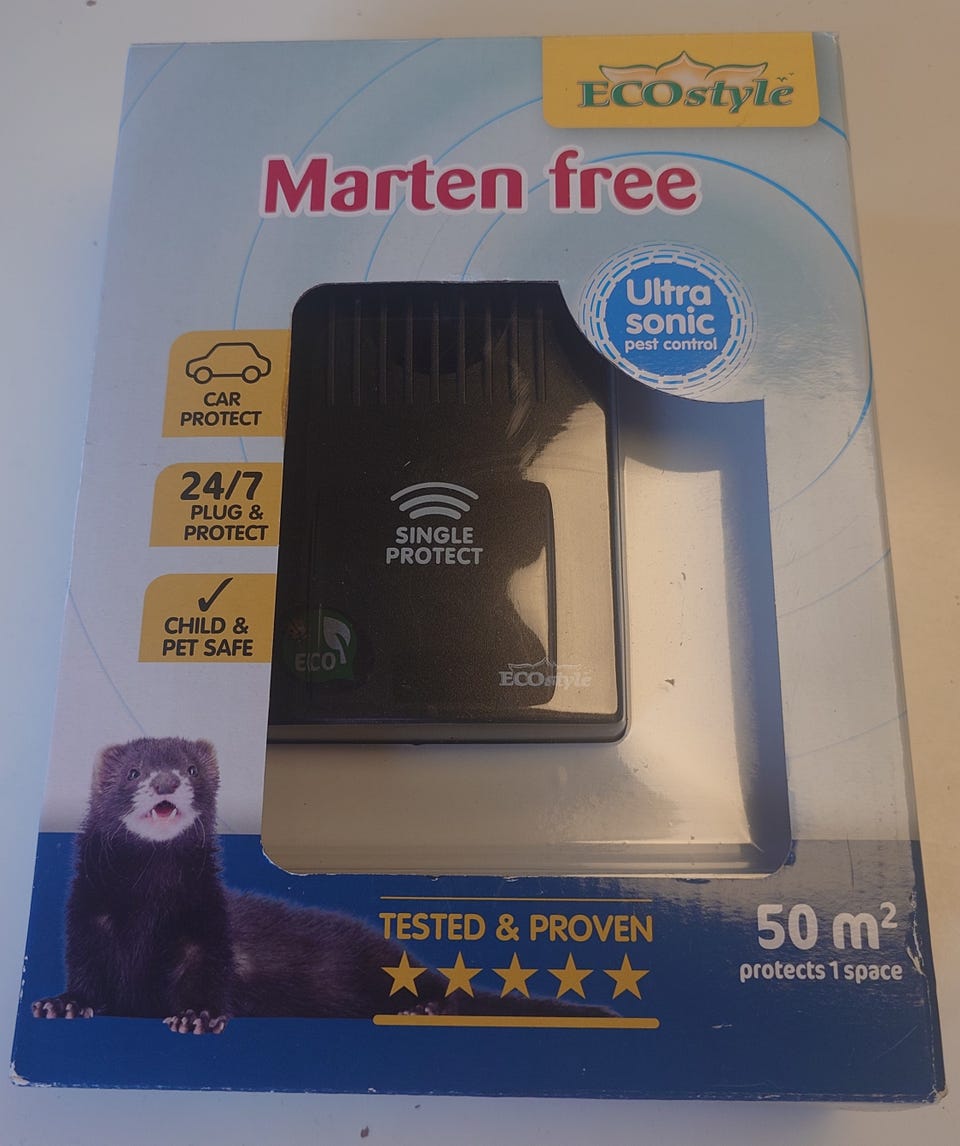 ECOstyle
Marten free
Ultra
sonic
pest control
CAR
PROTECT
24/7
PLUG &
PROTECT
CHILD &
PET SAFE
SINGLE
PROTECT
ECO
ECOstyle
TESTED & PROVEN
50 m²
protects 1 space